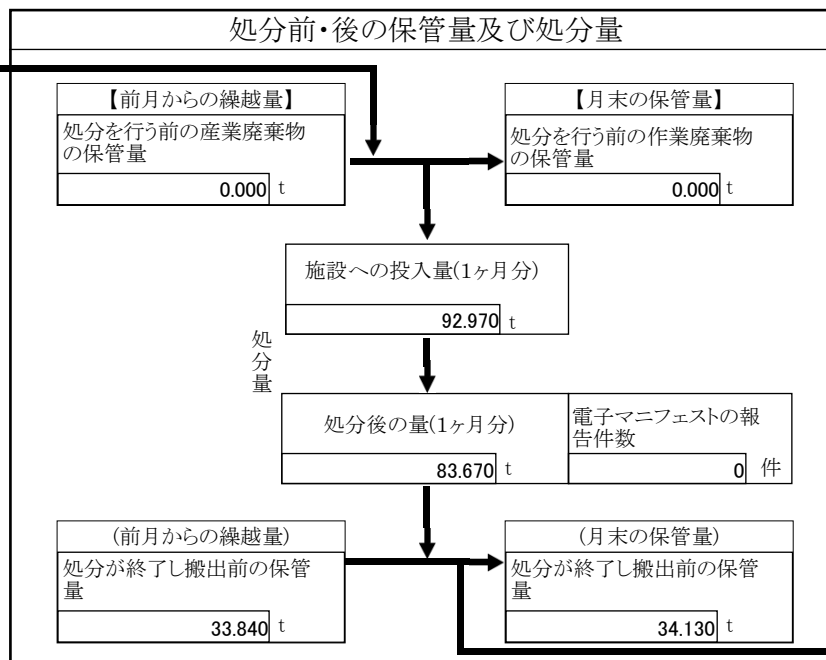 処分前・後の保管量及び処分量
【前月からの繰越量】
処分を行う前の産業廃棄物
の保管量
0.000 t
【月末の保管量】
処分を行う前の作業廃棄物
の保管量
0.000 t
施設への投入量(1ヶ月分)
92.970 t
処分量
処分後の量(1ヶ月分)
83.670 t
電子マニフェストの報
告件数
0 件
(前月からの繰越量)
処分が終了し搬出前の保管
量
33.840 t
(月末の保管量)
処分が終了し搬出前の保管
量
34.130 t